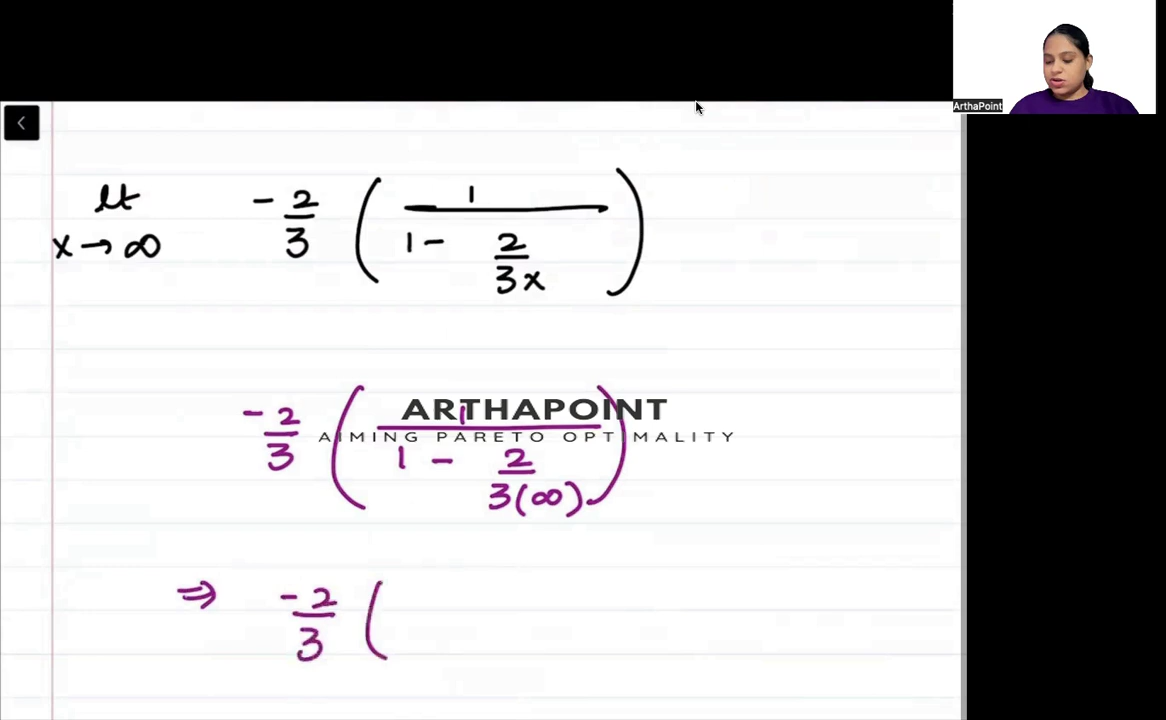 ArthaPoint
lt
x → ∞
- 2/3 ( 1 / (1 - 2/3x) )
ARTHAPOINT
AIMING PARETO OPTIMALITY
- 2/3 ( 1 / (1 - 2/3(∞)) )
⇒ -2/3 (